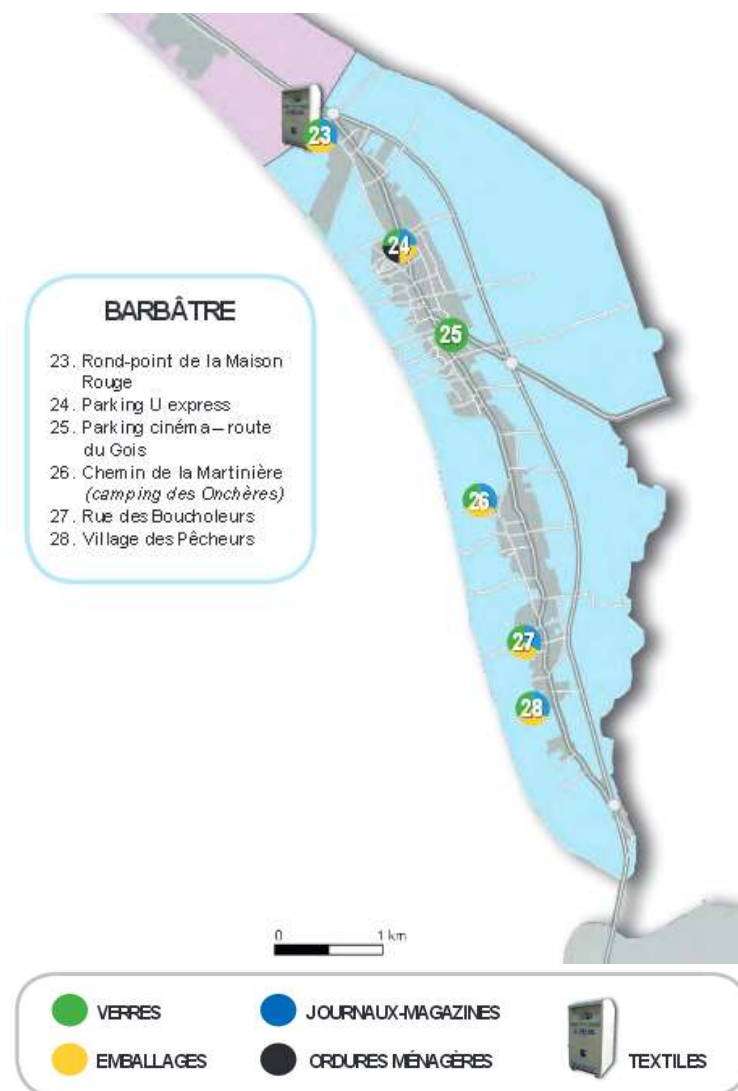 23
24
25
26
27
28
BARBÂTRE
23. Rond-point de la Maison
Rouge
24. Parking U express
25. Parking cinéma – route
du Gois
26. Chemin de la Martinière
(camping des Onchères)
27. Rue des Boucholeurs
28. Village des Pêcheurs
0 1 km
VERRES
JOURNAUX-MAGAZINES
EMBALLAGES
ORDURES MÉNAGÈRES
TEXTILES